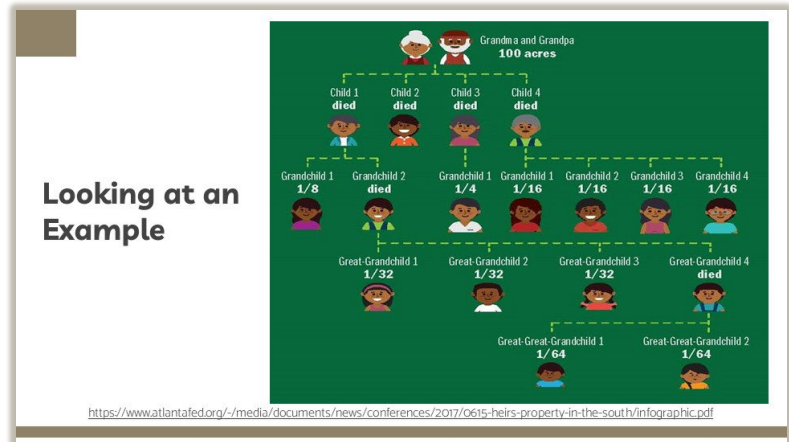 Looking at an
Example
Grandma and Grandpa
100 acres
Child 1
died
Child 2
died
Child 3
died
Child 4
died
Grandchild 1
1/8
Grandchild 2
died
Grandchild 1
1/4
Grandchild 1
1/16
Grandchild 2
1/16
Grandchild 3
1/16
Grandchild 4
1/16
Great-Grandchild 1
1/32
Great-Grandchild 2
1/32
Great-Grandchild 3
1/32
Great-Grandchild 4
died
Great-Great-Grandchild 1
1/64
Great-Great-Grandchild 2
1/64
https://www.atlantafed.org/-/media/documents/news/conferences/2017/0615-heirs-property-in-the-south/infographic.pdf